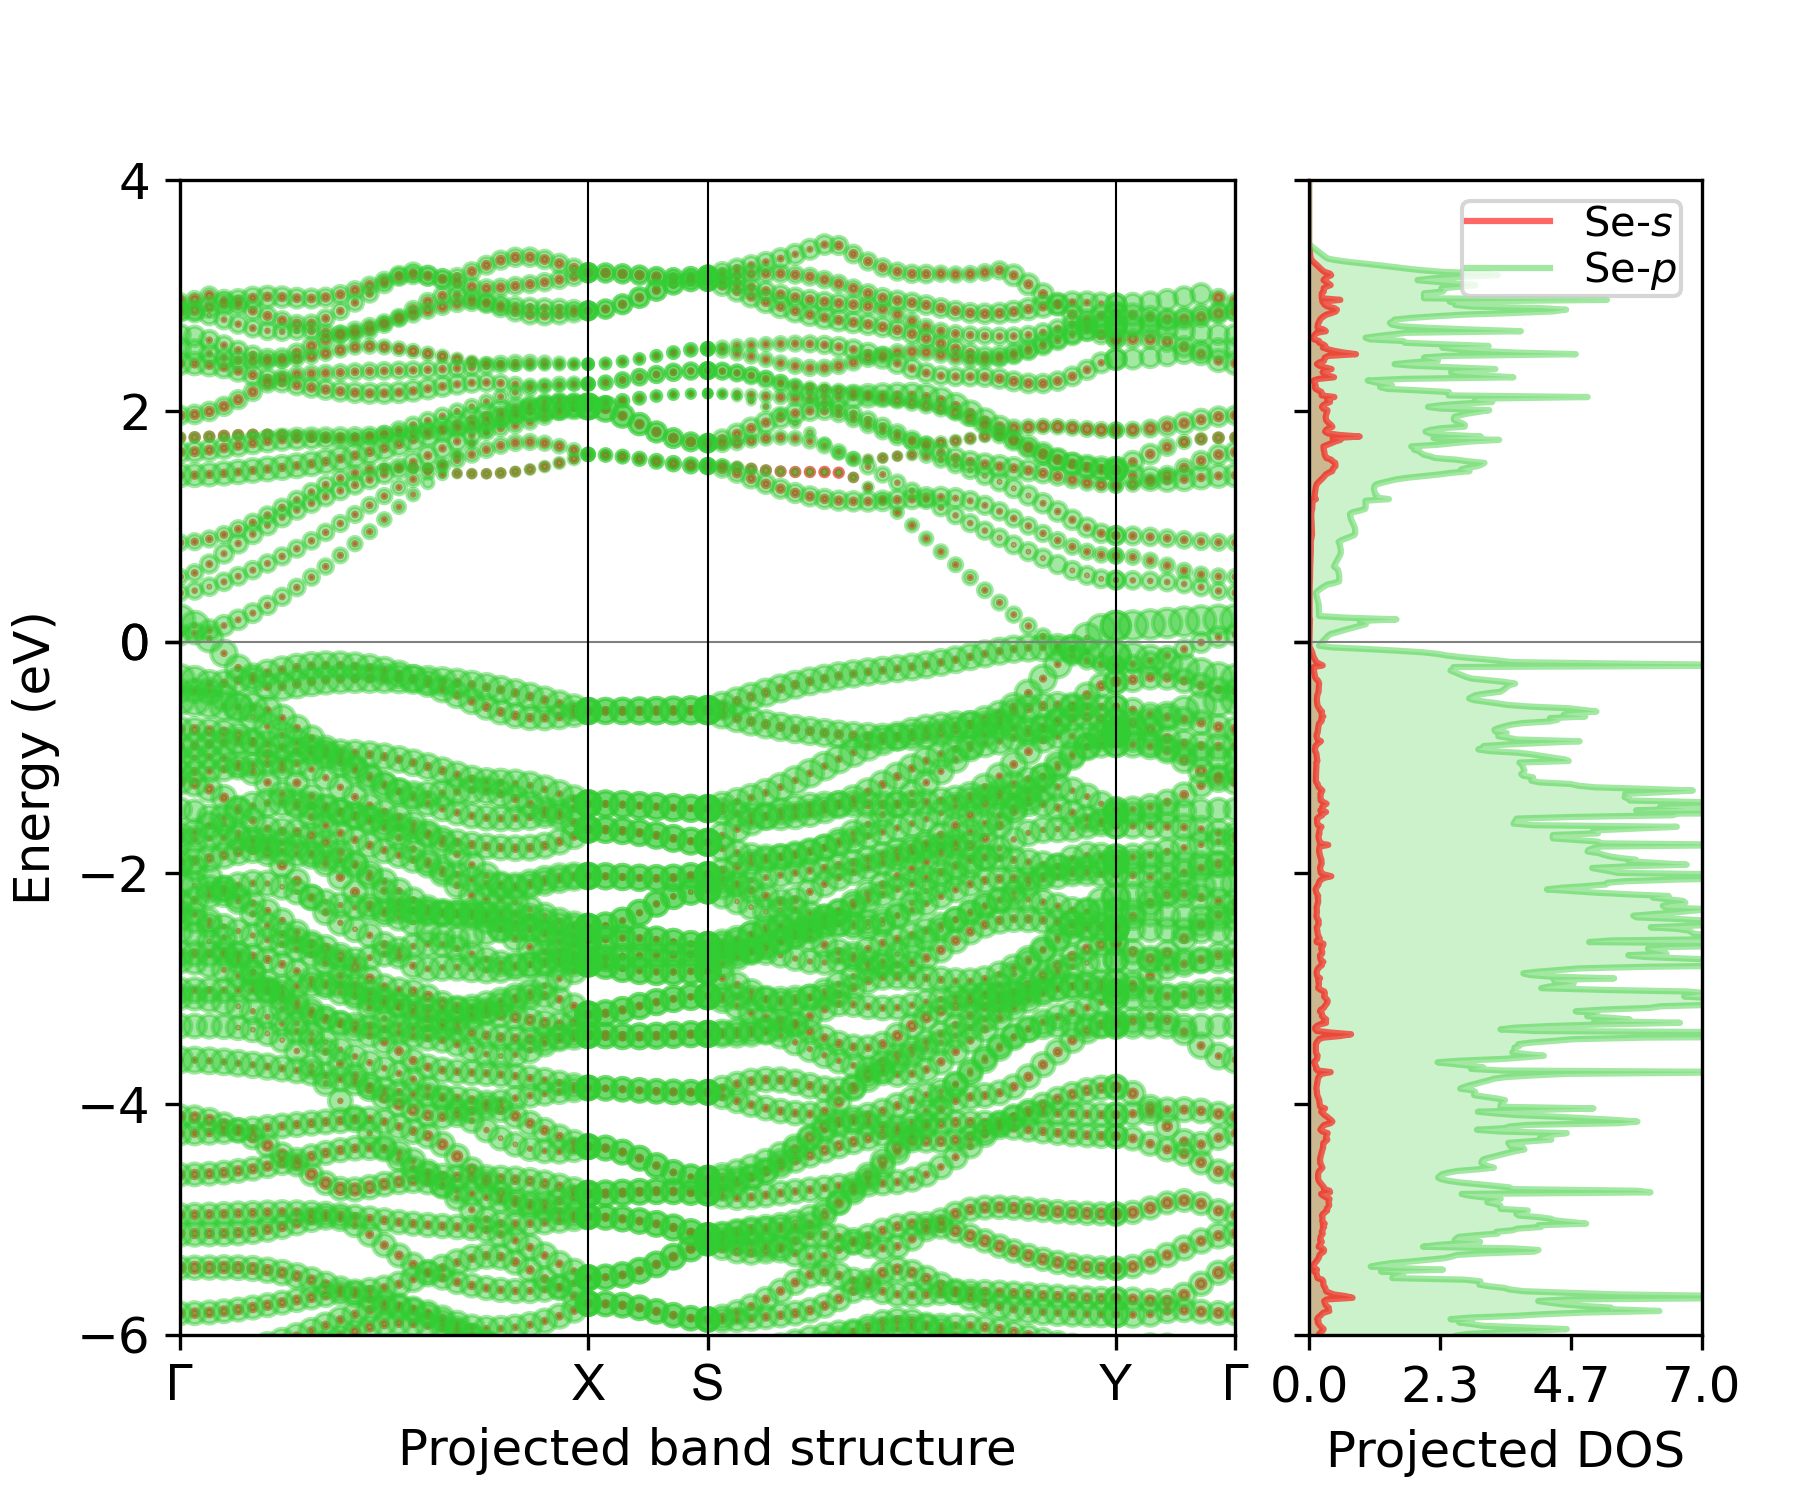 4
2
0
−2
−4
−6
Energy (eV)
Γ X S Y Γ
Projected band structure
Se-s
Se-p
0.0 2.3 4.7 7.0
Projected DOS